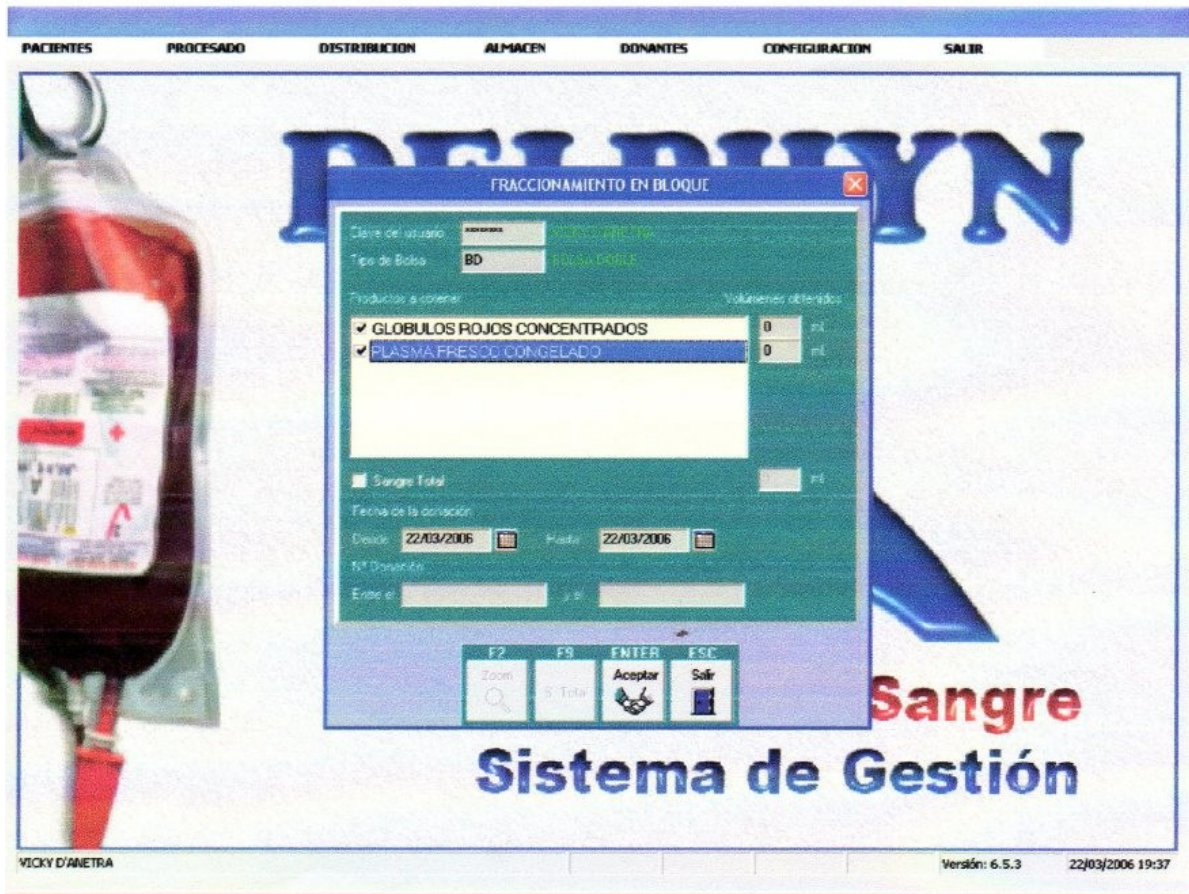 PACIENTES PROCESADO DISTRIBUCION ALMACEN DONANTES CONFIGURACION SALIR
FRACCIONAMIENTO EN BLOQUE
Clave del usuario ********
Tipo de Bolsa BD BOLSA DOBLE
Productos a obtener Volúmenes obtenidos
GLOBULOS ROJOS CONCENTRADOS 0 ml
PLASMA FRESCO CONGELADO 0 ml
Sangre Total ml
Fecha de la donación
Desde 22/03/2006 Hasta 22/03/2006
Nº Donación
Entre el y el
F2 F9 ENTER ESC
Zoom S. Total Aceptar Salir
Sangre
Sistema de Gestión
VICKY D'ANETRA Versión: 6.5.3 22/03/2006 19:37